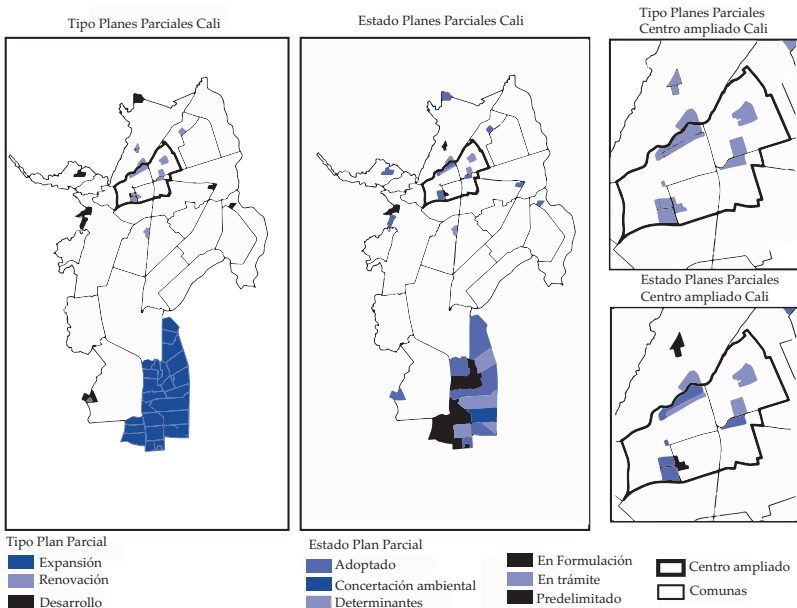 Tipo Planes Parciales Cali
Estado Planes Parciales Cali
Tipo Planes Parciales
Centro ampliado Cali
Estado Planes Parciales
Centro ampliado Cali
Tipo Plan Parcial
Expansión
Renovación
Desarrollo
Estado Plan Parcial
Adoptado
Concertación ambiental
Determinantes
En Formulación
En trámite
Predelimitado
Centro ampliado
Comunas